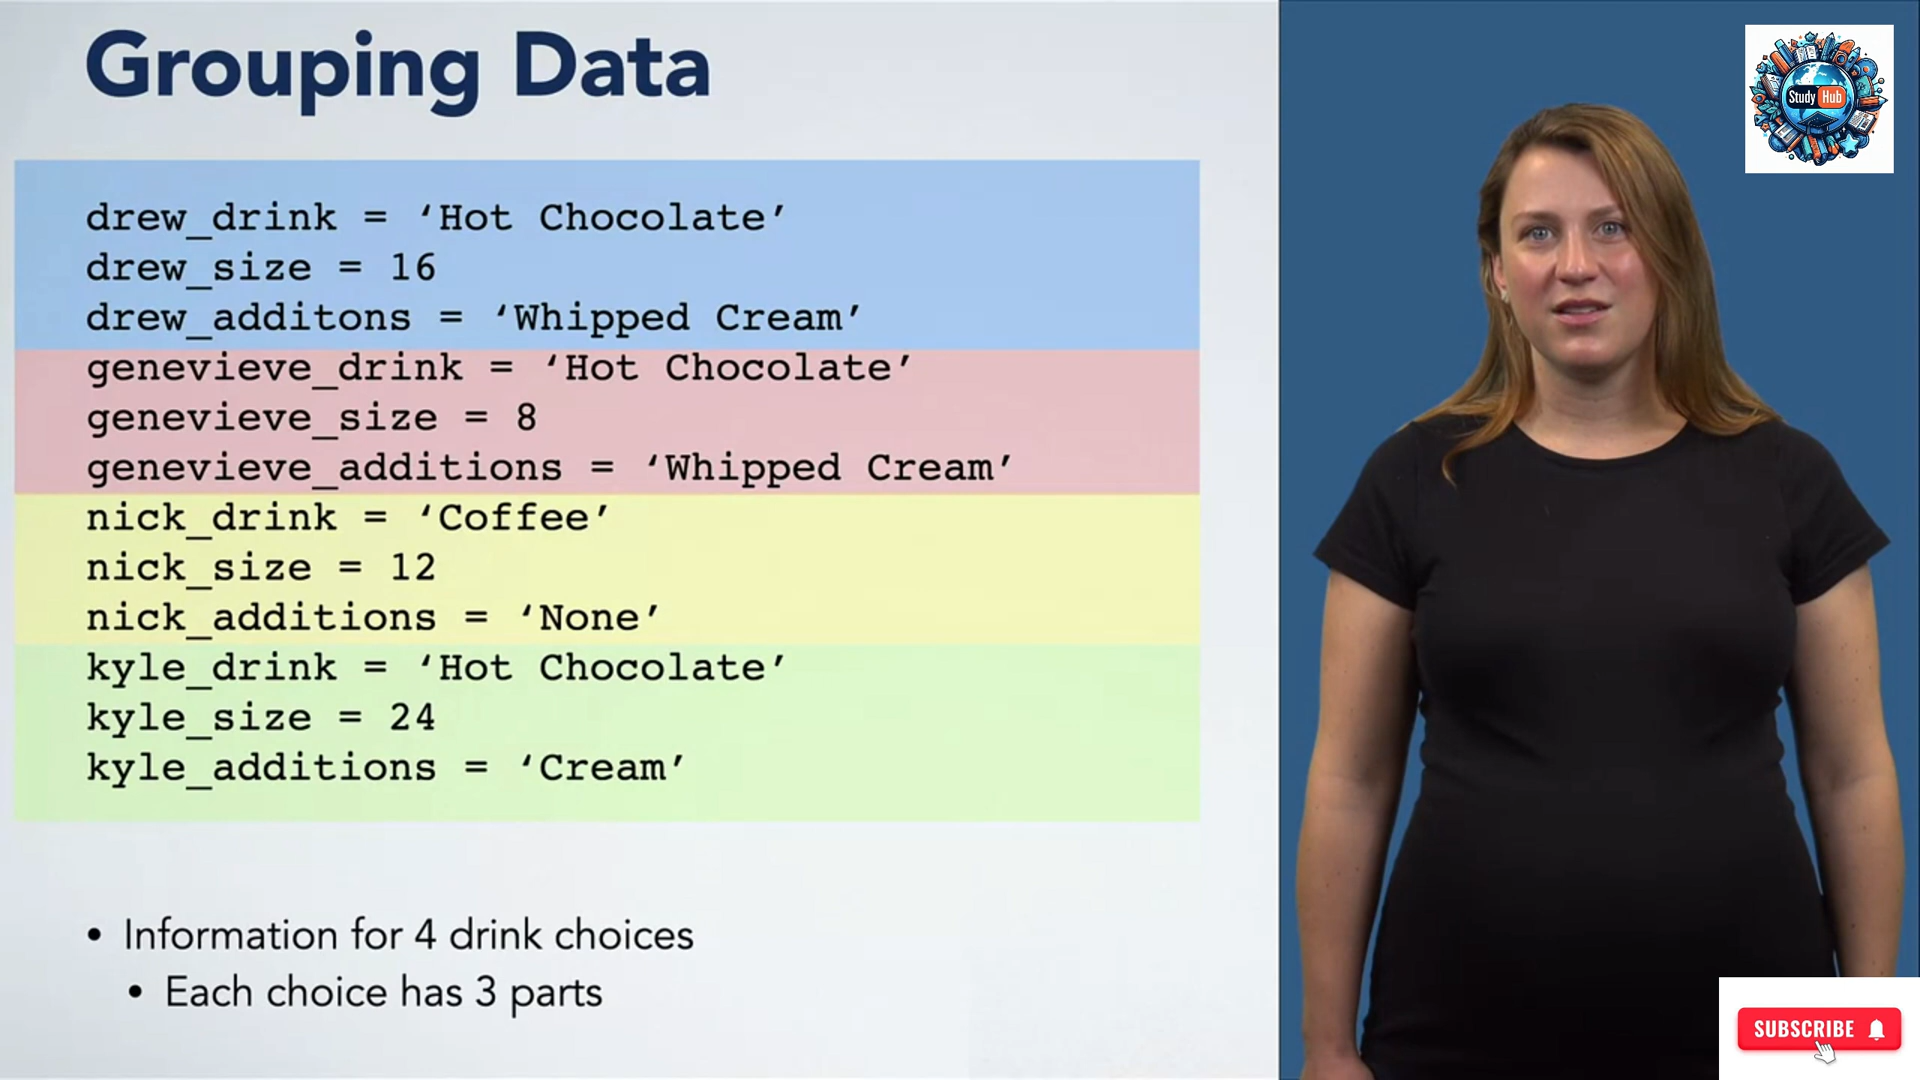 Grouping Data
drew_drink = ‘Hot Chocolate’
drew_size = 16
drew_additons = ‘Whipped Cream’
genevieve_drink = ‘Hot Chocolate’
genevieve_size = 8
genevieve_additions = ‘Whipped Cream’
nick_drink = ‘Coffee’
nick_size = 12
nick_additions = ‘None’
kyle_drink = ‘Hot Chocolate’
kyle_size = 24
kyle_additions = ‘Cream’
• Information for 4 drink choices
• Each choice has 3 parts
Study Hub
SUBSCRIBE